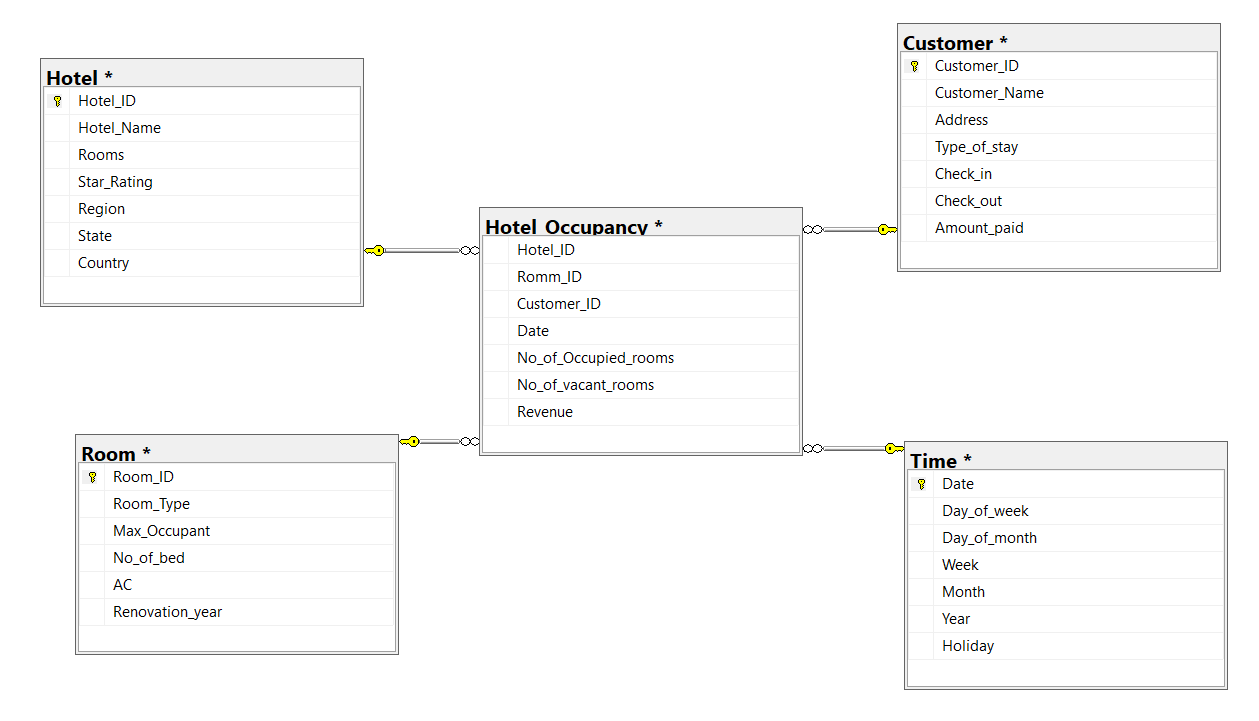 Hotel *
Hotel_ID
Hotel_Name
Rooms
Star_Rating
Region
State
Country
Customer *
Customer_ID
Customer_Name
Address
Type_of_stay
Check_in
Check_out
Amount_paid
Hotel_Occupancy *
Hotel_ID
Romm_ID
Customer_ID
Date
No_of_Occupied_rooms
No_of_vacant_rooms
Revenue
Room *
Room_ID
Room_Type
Max_Occupant
No_of_bed
AC
Renovation_year
Time *
Date
Day_of_week
Day_of_month
Week
Month
Year
Holiday